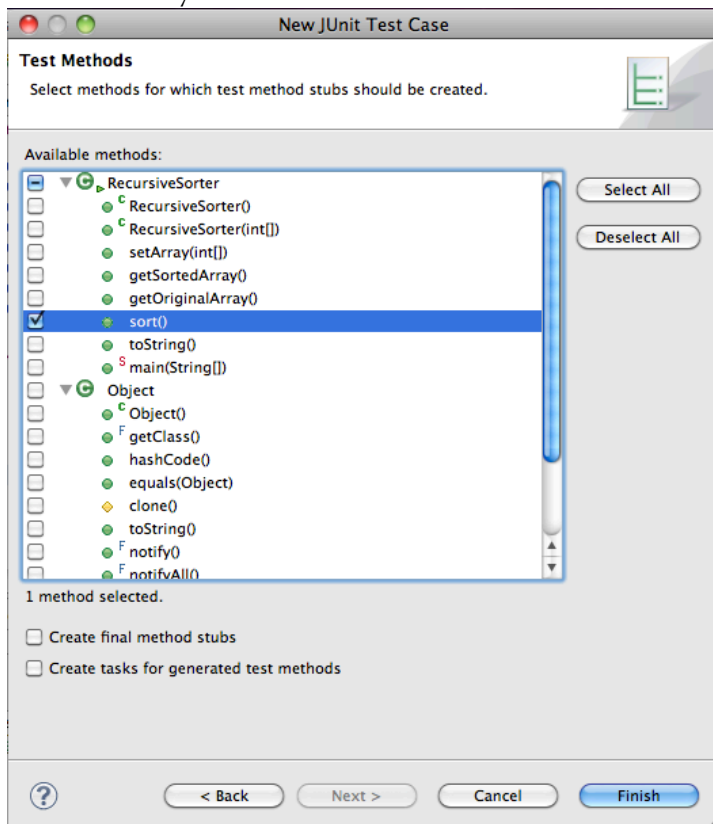 New JUnit Test Case
Test Methods
Select methods for which test method stubs should be created.
Available methods:
RecursiveSorter
C RecursiveSorter()
C RecursiveSorter(int[])
setArray(int[])
getSortedArray()
getOriginalArray()
sort()
toString()
S main(String[])
Object
C Object()
F getClass()
hashCode()
equals(Object)
clone()
toString()
F notify()
F notifyAll()
Select All
Deselect All
1 method selected.
Create final method stubs
Create tasks for generated test methods
? < Back Next > Cancel Finish